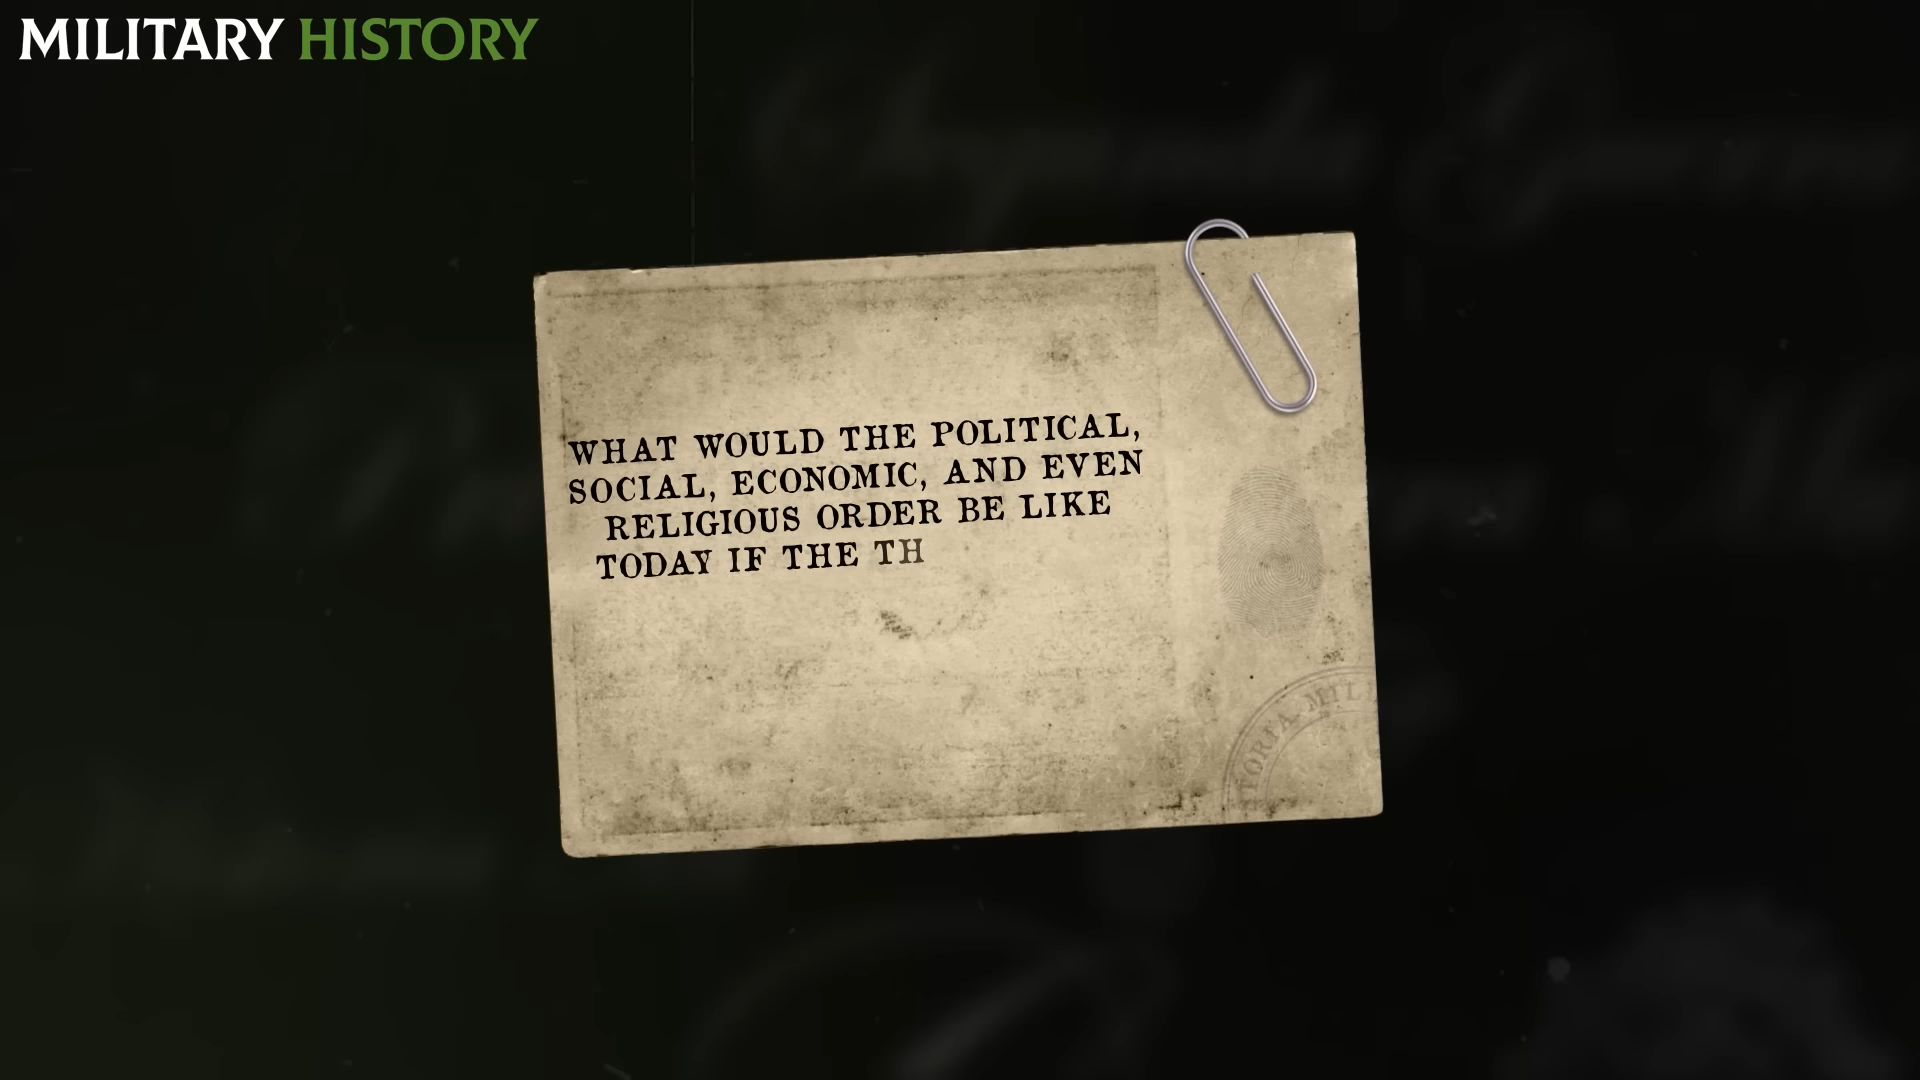 MILITARY HISTORY
WHAT WOULD THE POLITICAL,
SOCIAL, ECONOMIC, AND EVEN
RELIGIOUS ORDER BE LIKE
TODAY IF THE TH